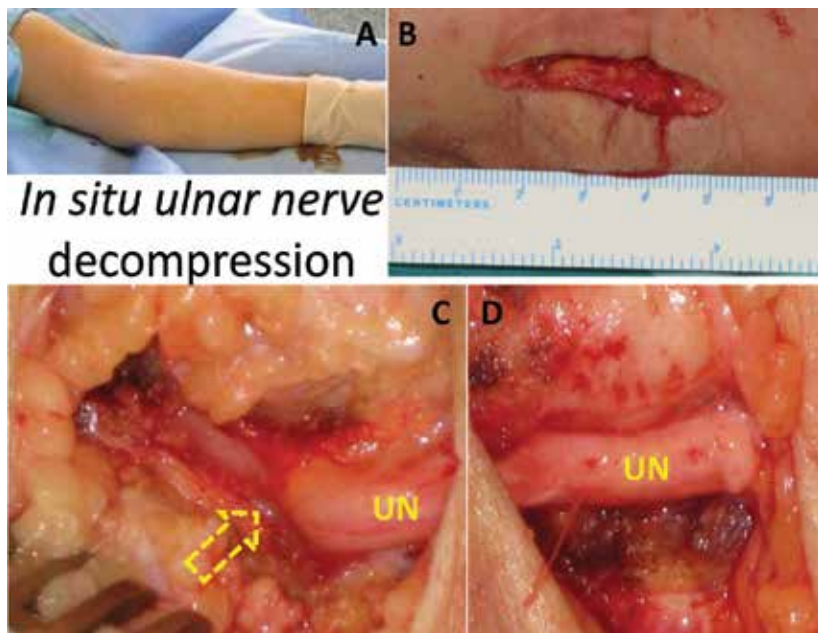 A
B
CENTIMETERS
In situ ulnar nerve
decompression
C
D
UN
UN